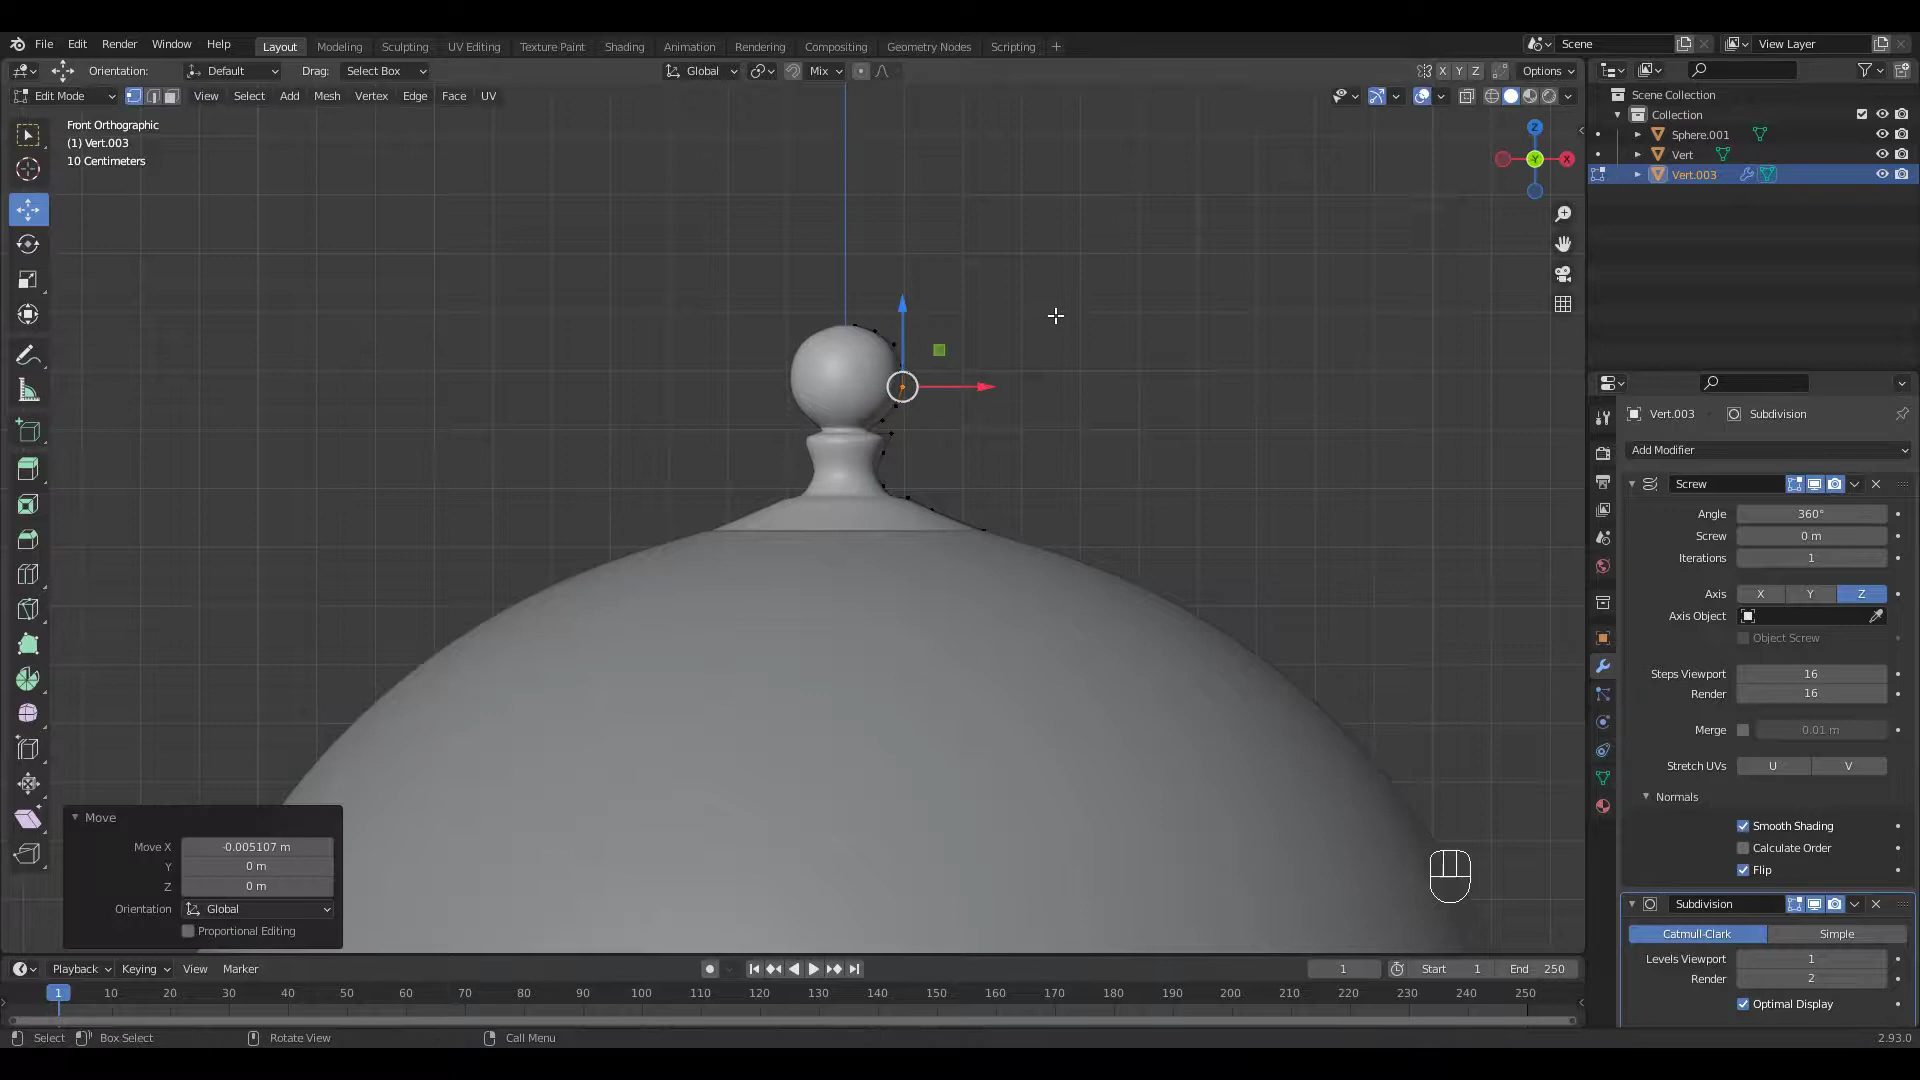 File Edit Render Window Help Layout Modeling Sculpting UV Editing Texture Paint Shading Animation Rendering Compositing Geometry Nodes Scripting + Scene View Layer
Orientation: Default Drag: Select Box Global Mix X Y Z Options
Edit Mode View Select Add Mesh Vertex Edge Face UV
Scene Collection
Collection
Sphere.001
Vert
Vert.003
Front Orthographic
(1) Vert.003
10 Centimeters
Z
Y
X
Vert.003 Subdivision
Add Modifier
Screw
Angle 360°
Screw 0 m
Iterations 1
Axis X Y Z
Axis Object
Object Screw
Steps Viewport 16
Render 16
Merge 0.01 m
Stretch UVs U V
Normals
Smooth Shading
Calculate Order
Flip
Subdivision
Catmull-Clark Simple
Levels Viewport 1
Render 2
Optimal Display
Move
Move X -0.005107 m
Y 0 m
Z 0 m
Orientation Global
Proportional Editing
Playback Keying View Marker 1 Start 1 End 250
1 10 20 30 40 50 60 70 80 90 100 110 120 130 140 150 160 170 180 190 200 210 220 230 240 250
Select Box Select Rotate View Call Menu 2.93.0